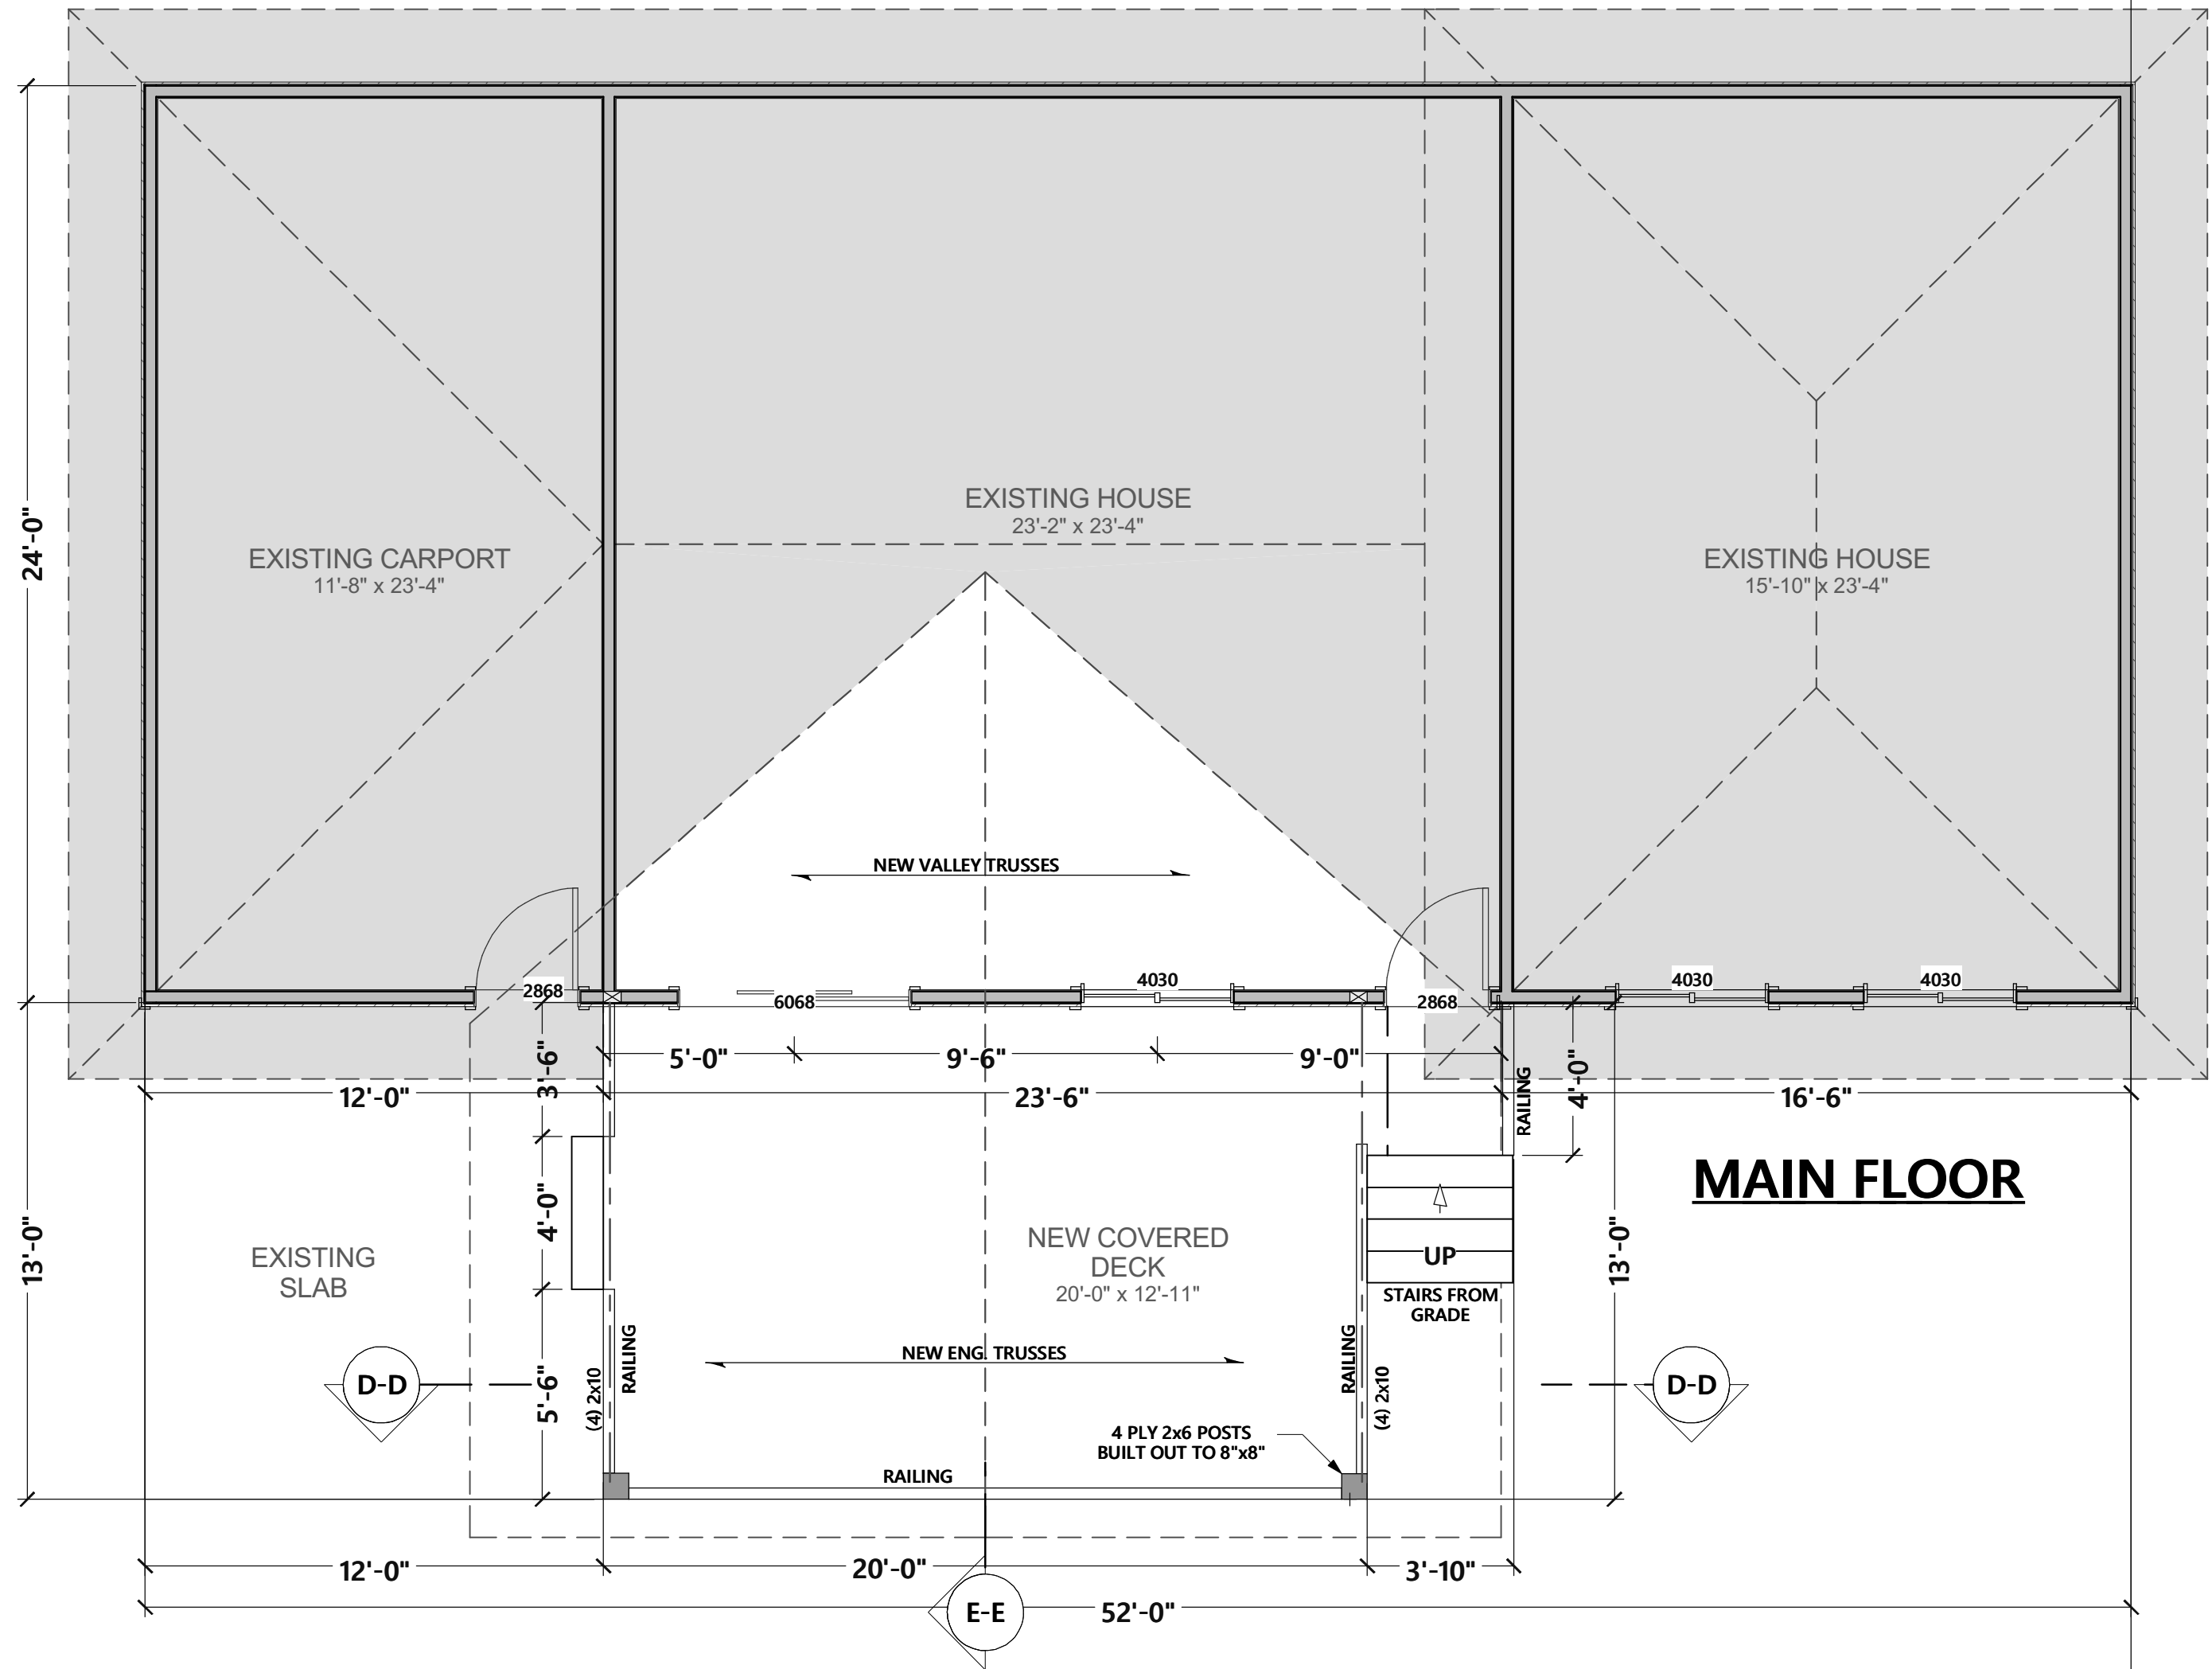 24'-0"
EXISTING HOUSE
23'-2" x 23'-4"
EXISTING CARPORT
11'-8" x 23'-4"
EXISTING HOUSE
15'-10" x 23'-4"
NEW VALLEY TRUSSES
2868
6068
4030
2868
4030
4030
3'-6"
5'-0"
9'-6"
9'-0"
4'-0"
RAILING
12'-0"
23'-6"
16'-6"
MAIN FLOOR
13'-0"
4'-0"
13'-0"
EXISTING
SLAB
NEW COVERED
DECK
20'-0" x 12'-11"
UP
STAIRS FROM
GRADE
NEW ENG. TRUSSES
D-D
5'-6"
(4) 2x10
RAILING
RAILING
(4) 2x10
D-D
4 PLY 2x6 POSTS
BUILT OUT TO 8"x8"
RAILING
12'-0"
20'-0"
3'-10"
E-E
52'-0"